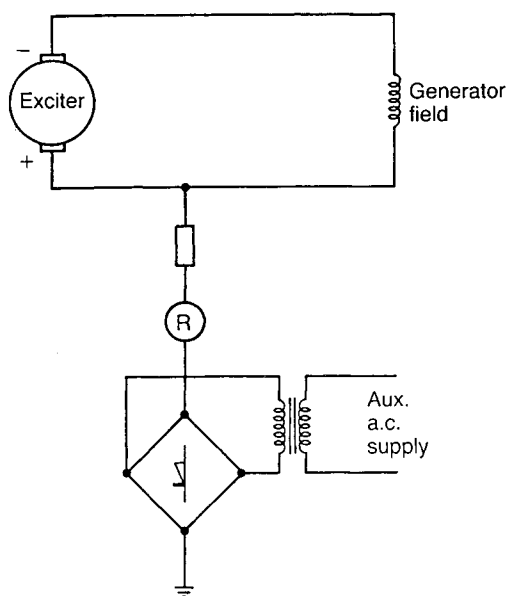 −
Exciter
+
Generator
field
R
Aux.
a.c.
supply